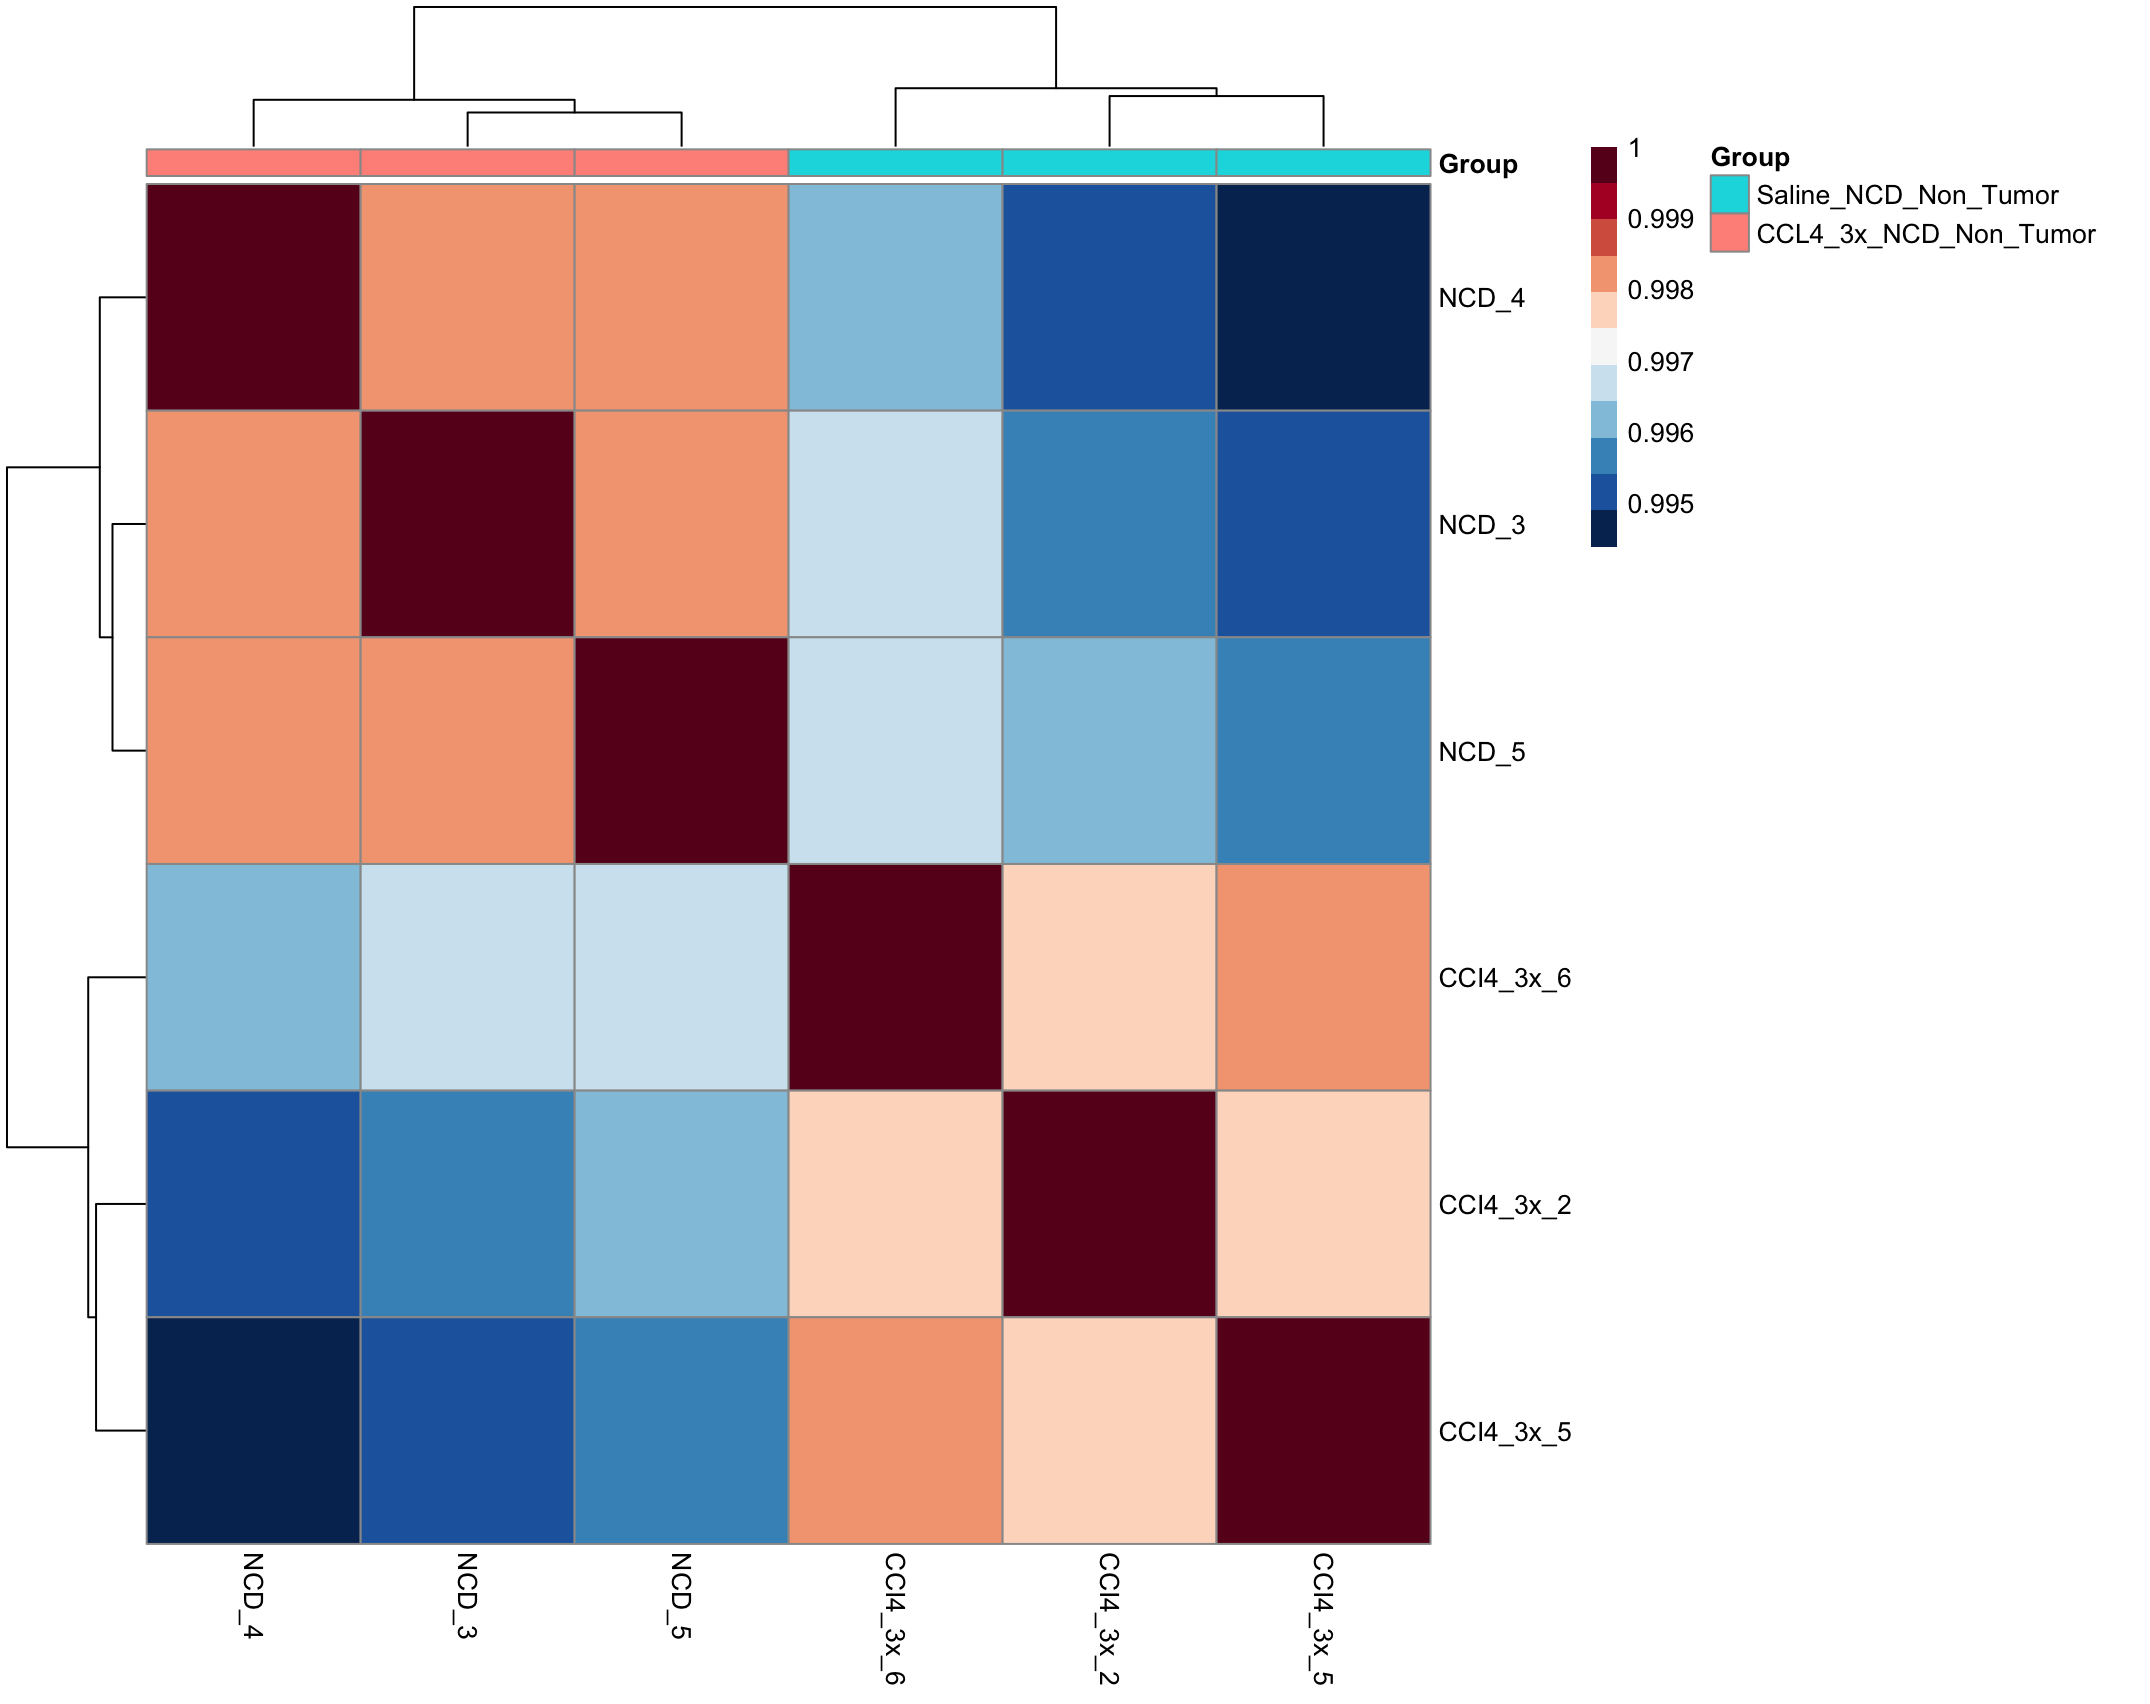 Group
NCD_4
NCD_3
NCD_5
CCl4_3x_6
CCl4_3x_2
CCl4_3x_5
NCD_4
NCD_3
NCD_5
CCl4_3x_6
CCl4_3x_2
CCl4_3x_5
1
0.999
0.998
0.997
0.996
0.995
Group
Saline_NCD_Non_Tumor
CCL4_3x_NCD_Non_Tumor